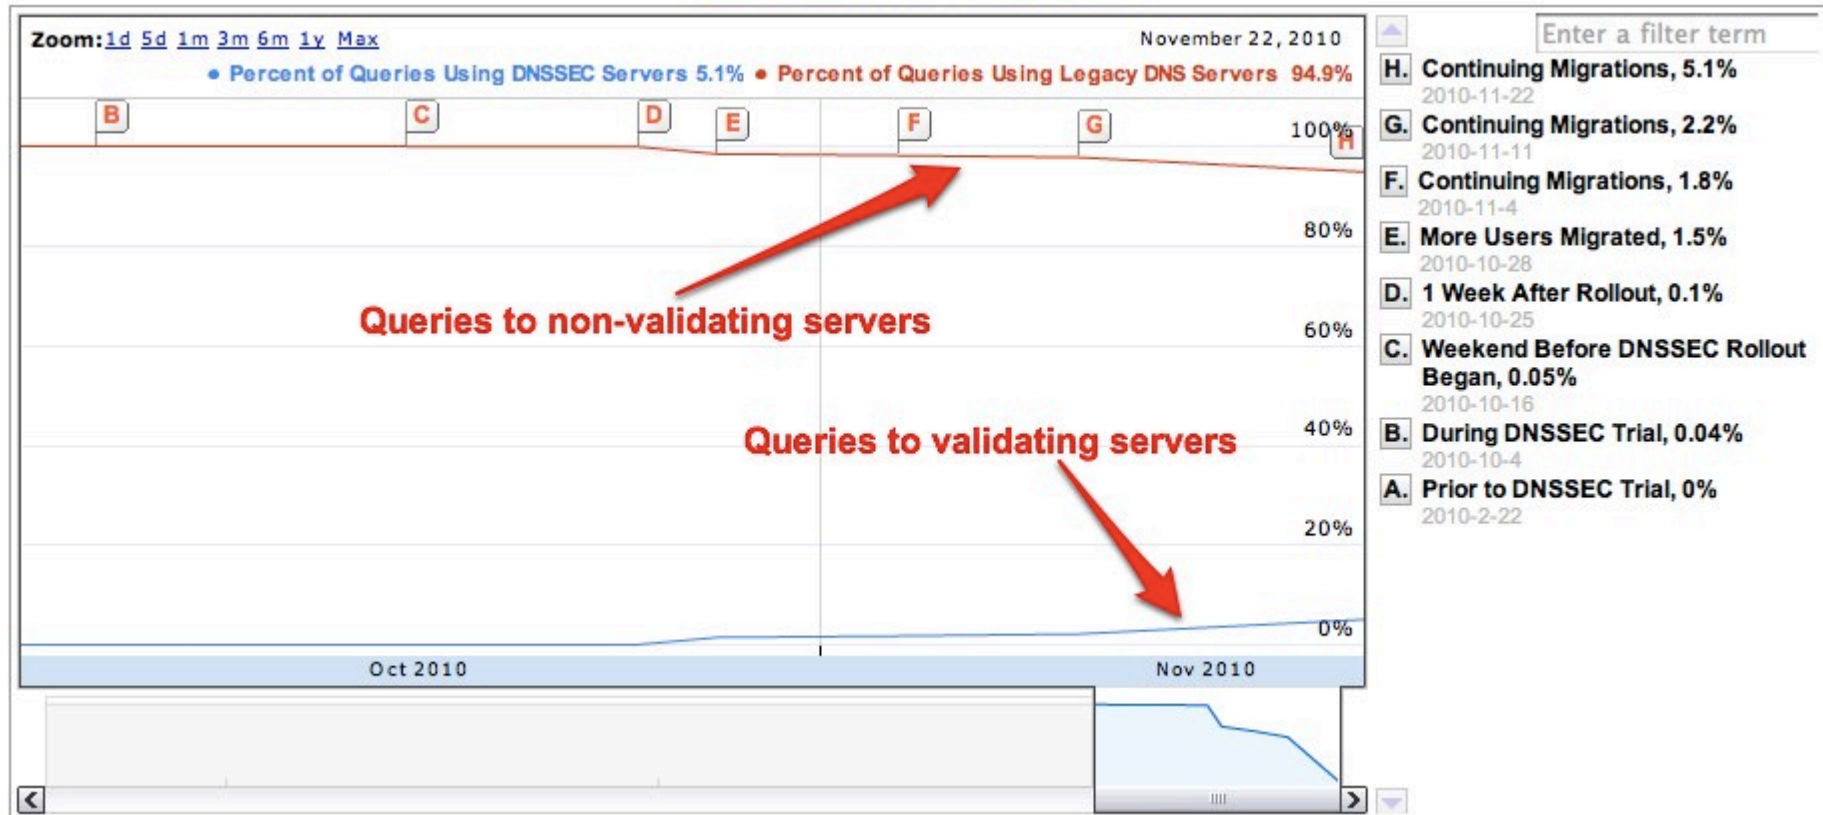 Zoom: 1d 5d 1m 3m 6m 1y Max
November 22, 2010
Percent of Queries Using DNSSEC Servers 5.1% Percent of Queries Using Legacy DNS Servers 94.9%
B
C
D
E
F
G
H
100%
80%
60%
40%
20%
0%
Queries to non-validating servers
Queries to validating servers
Oct 2010
Nov 2010
Enter a filter term
H. Continuing Migrations, 5.1%
2010-11-22
G. Continuing Migrations, 2.2%
2010-11-11
F. Continuing Migrations, 1.8%
2010-11-4
E. More Users Migrated, 1.5%
2010-10-28
D. 1 Week After Rollout, 0.1%
2010-10-25
C. Weekend Before DNSSEC Rollout
Began, 0.05%
2010-10-16
B. During DNSSEC Trial, 0.04%
2010-10-4
A. Prior to DNSSEC Trial, 0%
2010-2-22